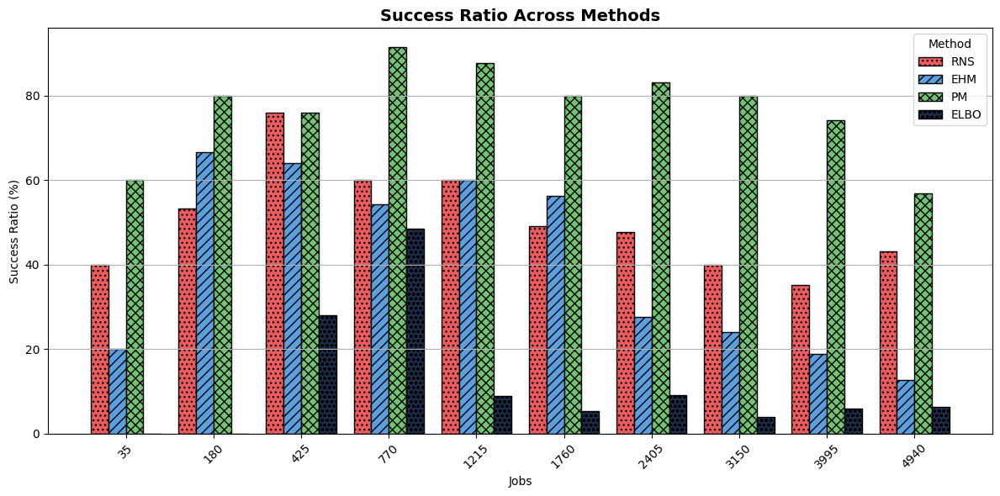 Success Ratio Across Methods
Method
RNS
EHM
PM
ELBO
Success Ratio (%)
80
60
40
20
0
35
180
425
770
1215
1760
2405
3150
3995
4940
Jobs